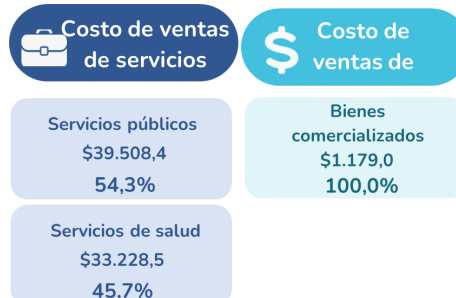 Costo de ventas
de servicios
Servicios públicos
$39.508,4
54,3%
Servicios de salud
$33.228,5
45,7%
$
Costo de
ventas de
Bienes
comercializados
$1.179,0
100,0%